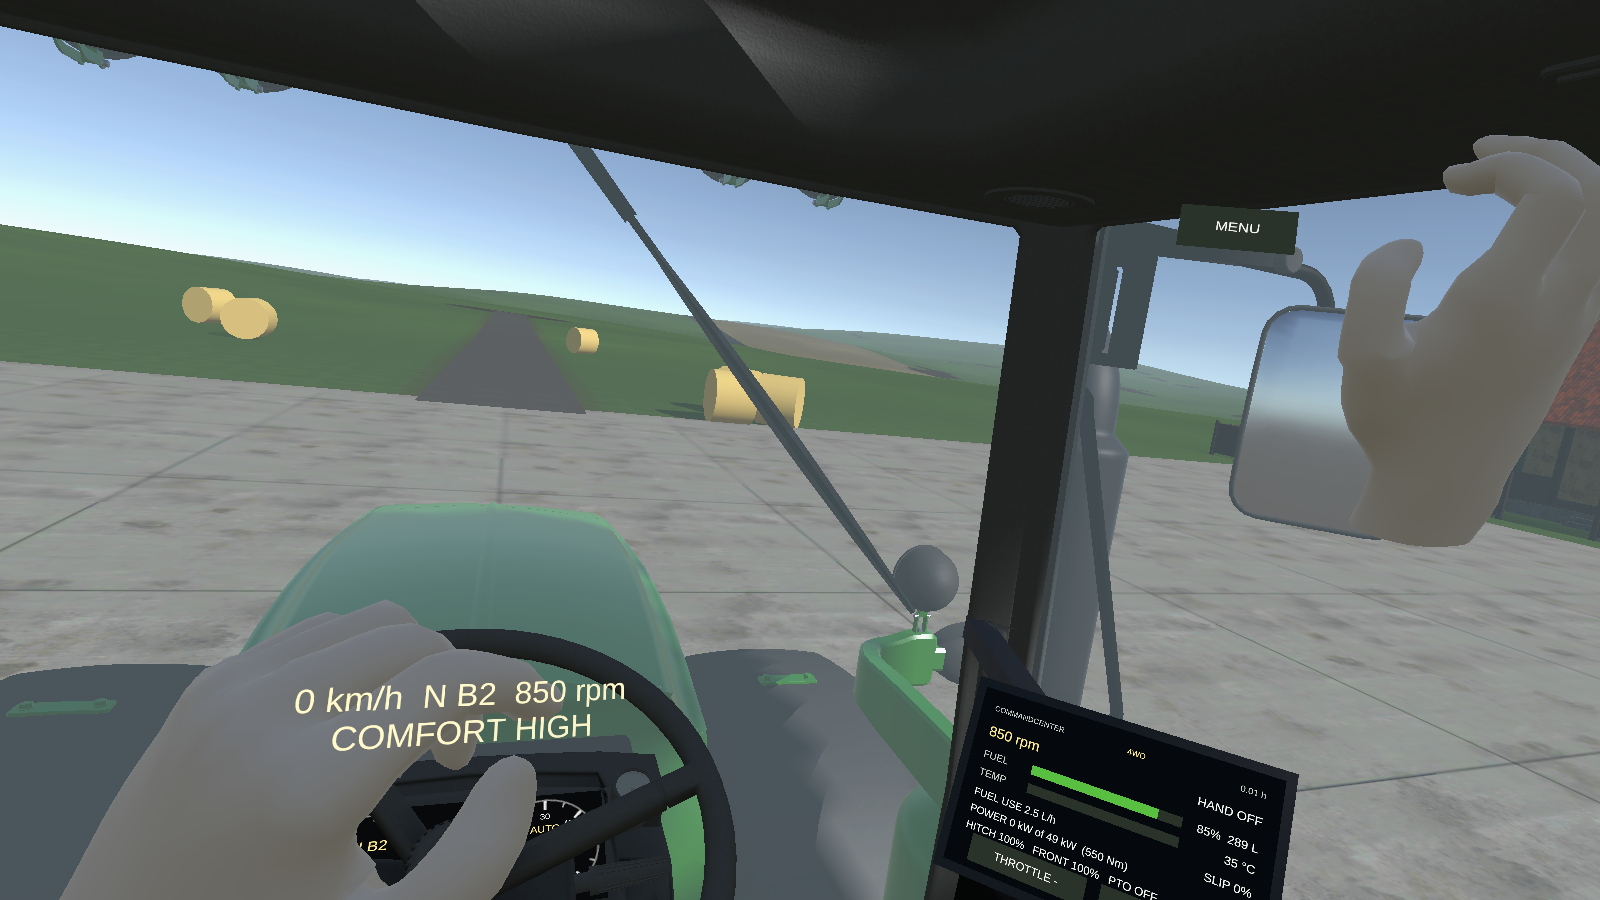 MENU
0 km/h N B2 850 rpm
COMFORT HIGH
COMMANDCENTER
4WD
0.01 h
850 rpm
HAND OFF
FUEL
85% 289 L
TEMP
35 °C
FUEL USE 2.5 L/h
SLIP 0%
POWER 0 kW of 49 kW (550 Nm)
HITCH 100% FRONT 100% PTO OFF
THROTTLE -
30
AUTO
B2